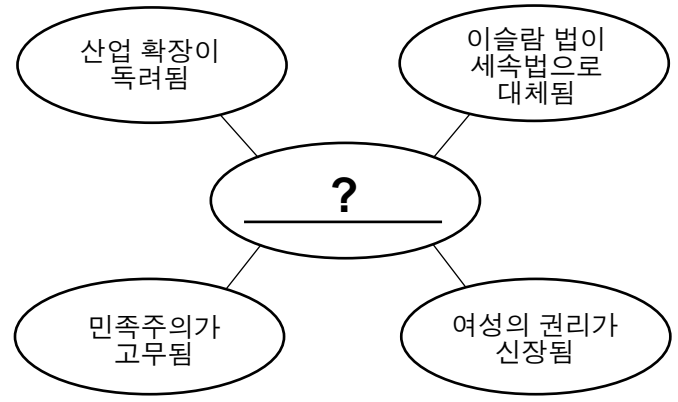 산업 확장이
독려됨
이슬람 법이
세속법으로
대체됨
?
민족주의가
고무됨
여성의 권리가
신장됨